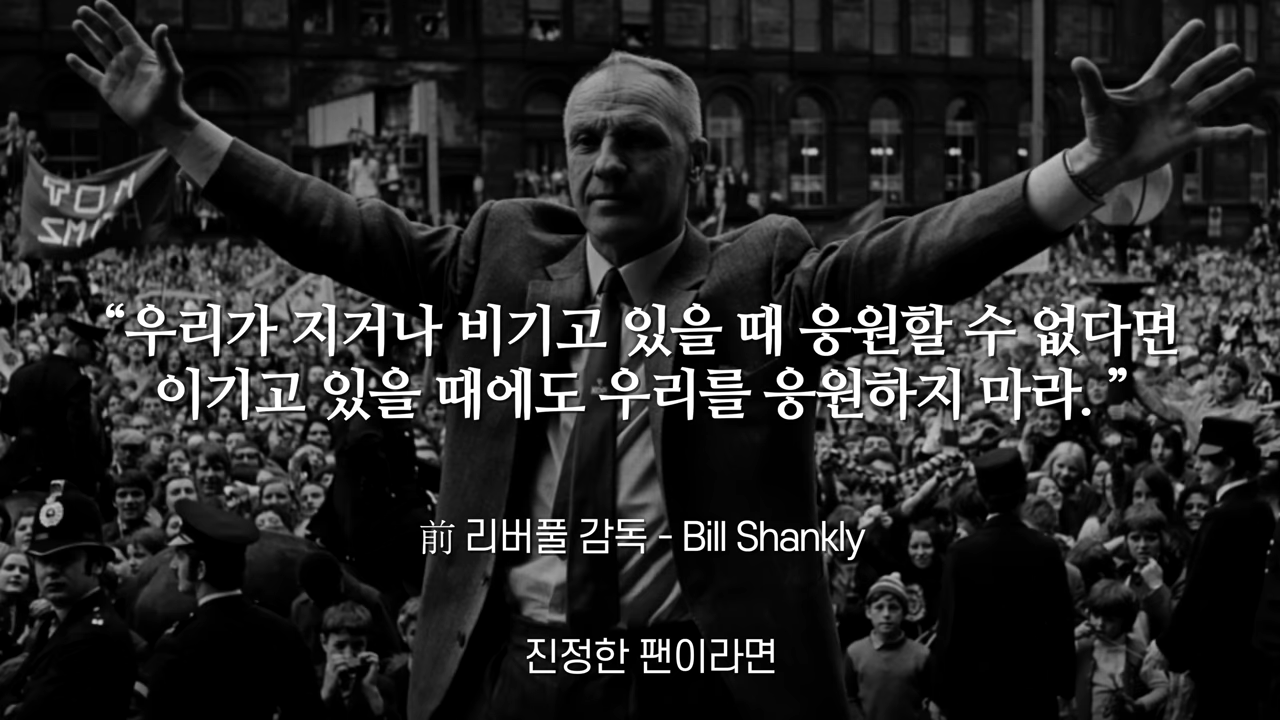 TOM
“우리가 지거나 비기고 있을 때 응원할 수 없다면
이기고 있을 때에도 우리를 응원하지 마라.”
前 리버풀 감독 - Bill Shankly
진정한 팬이라면